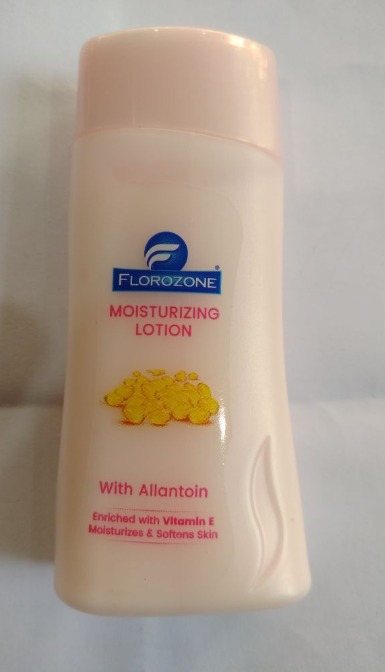 FLOROZONE®
MOISTURIZING
LOTION
With Allantoin
Enriched with Vitamin E
Moisturizes & Softens Skin